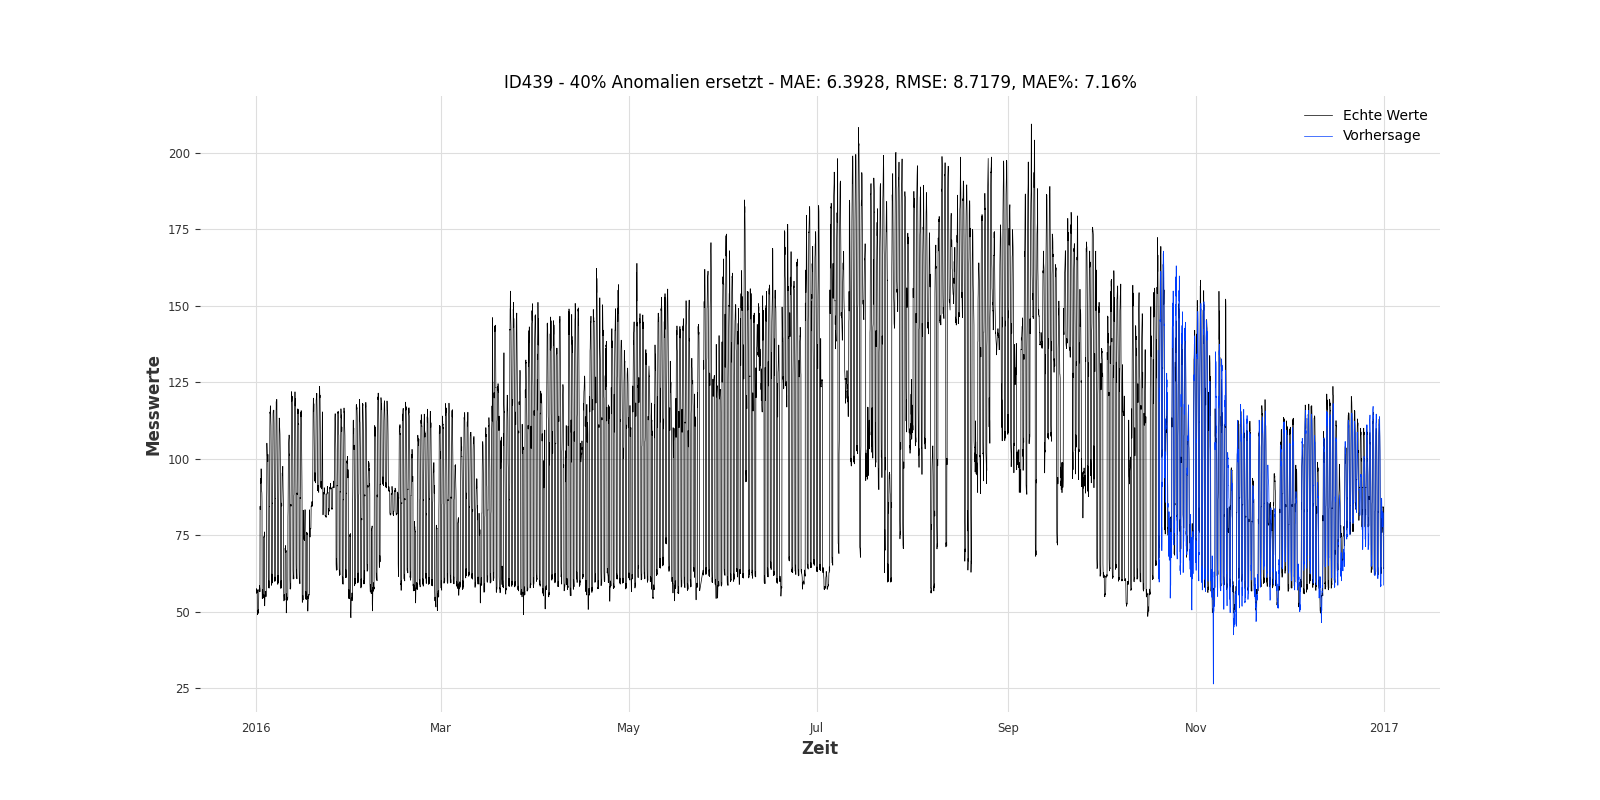 ID439 - 40% Anomalien ersetzt - MAE: 6.3928, RMSE: 8.7179, MAE%: 7.16%
Echte Werte
Vorhersage
200
175
150
125
100
75
50
25
Messwerte
2016 Mar May Jul Sep Nov 2017
Zeit